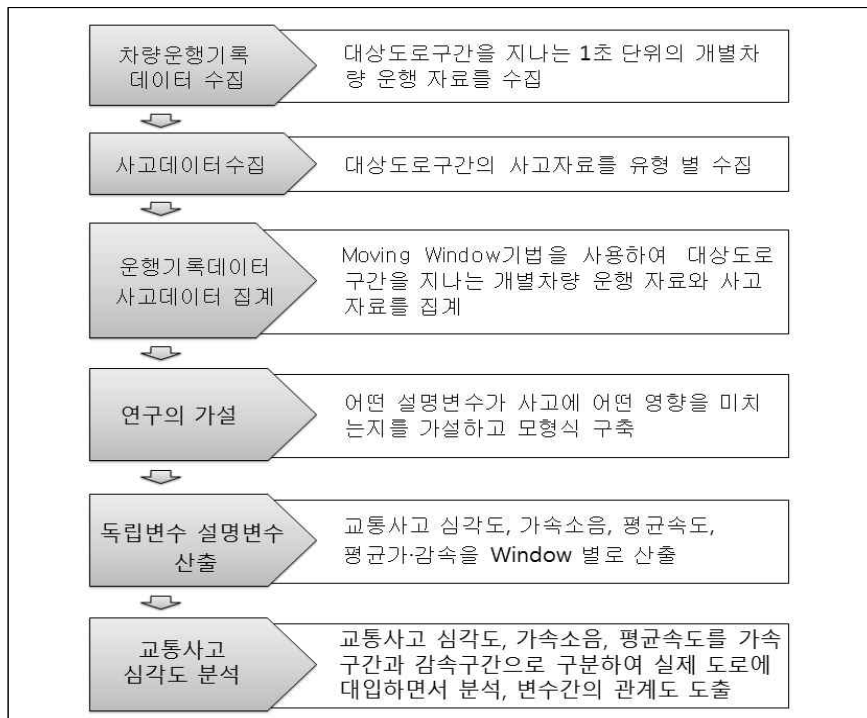 차량운행기록
데이터 수집
대상도로구간을 지나는 1초 단위의 개별차
량 운행 자료를 수집
사고데이터수집
대상도로구간의 사고자료를 유형 별 수집
운행기록데이터
사고데이터 집계
Moving Window기법을 사용하여 대상도로
구간을 지나는 개별차량 운행 자료와 사고
자료를 집계
연구의 가설
어떤 설명변수가 사고에 어떤 영향을 미치
는지를 가설하고 모형식 구축
독립변수 설명변수
산출
교통사고 심각도, 가속소음, 평균속도,
평균가·감속을 Window 별로 산출
교통사고
심각도 분석
교통사고 심각도, 가속소음, 평균속도를 가속
구간과 감속구간으로 구분하여 실제 도로에
대입하면서 분석, 변수간의 관계도 도출